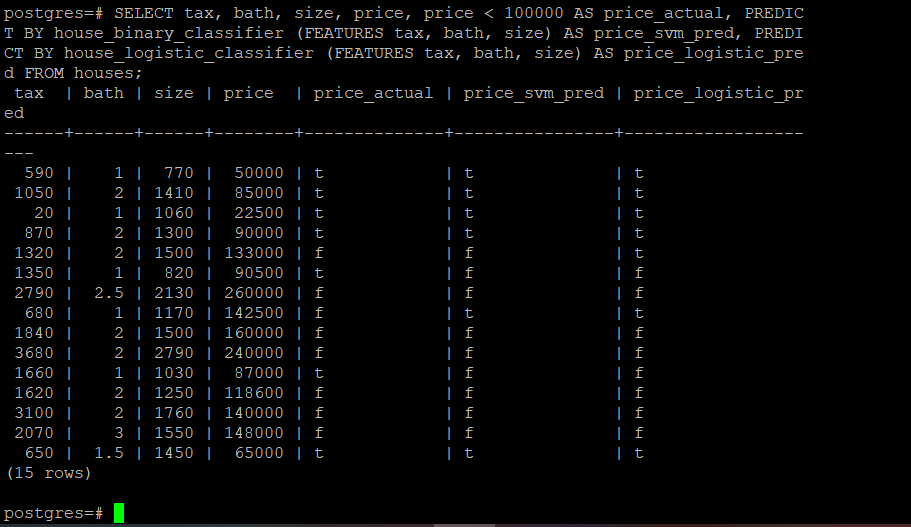 postgres=# SELECT tax, bath, size, price, price < 100000 AS price_actual, PREDIC
T BY house_binary_classifier (FEATURES tax, bath, size) AS price_svm_pred, PREDI
CT BY house_logistic_classifier (FEATURES tax, bath, size) AS price_logistic_pre
d FROM houses;
 tax  | bath | size | price  | price_actual | price_svm_pred | price_logistic_pr
ed
------+------+------+--------+--------------+----------------+------------------
---
  590 |    1 |  770 |  50000 | t            | t              | t
 1050 |    2 | 1410 |  85000 | t            | t              | t
   20 |    1 | 1060 |  22500 | t            | t              | t
  870 |    2 | 1300 |  90000 | t            | t              | t
 1320 |    2 | 1500 | 133000 | f            | f              | t
 1350 |    1 |  820 |  90500 | t            | f              | f
 2790 |  2.5 | 2130 | 260000 | f            | f              | f
  680 |    1 | 1170 | 142500 | f            | t              | t
 1840 |    2 | 1500 | 160000 | f            | f              | f
 3680 |    2 | 2790 | 240000 | f            | f              | f
 1660 |    1 | 1030 |  87000 | t            | f              | f
 1620 |    2 | 1250 | 118600 | f            | f              | f
 3100 |    2 | 1760 | 140000 | f            | f              | f
 2070 |    3 | 1550 | 148000 | f            | f              | f
  650 |  1.5 | 1450 |  65000 | t            | t              | t
(15 rows)
postgres=#